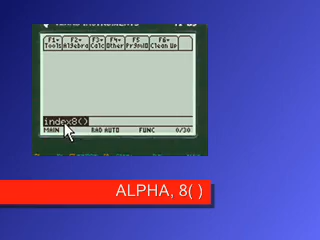 F1 F2 F3 F4 F5 F6
Tools Algebra Calc Other PrgmIO Clean Up
index8()
MAIN RAD AUTO FUNC 0/30
ALPHA, 8( )